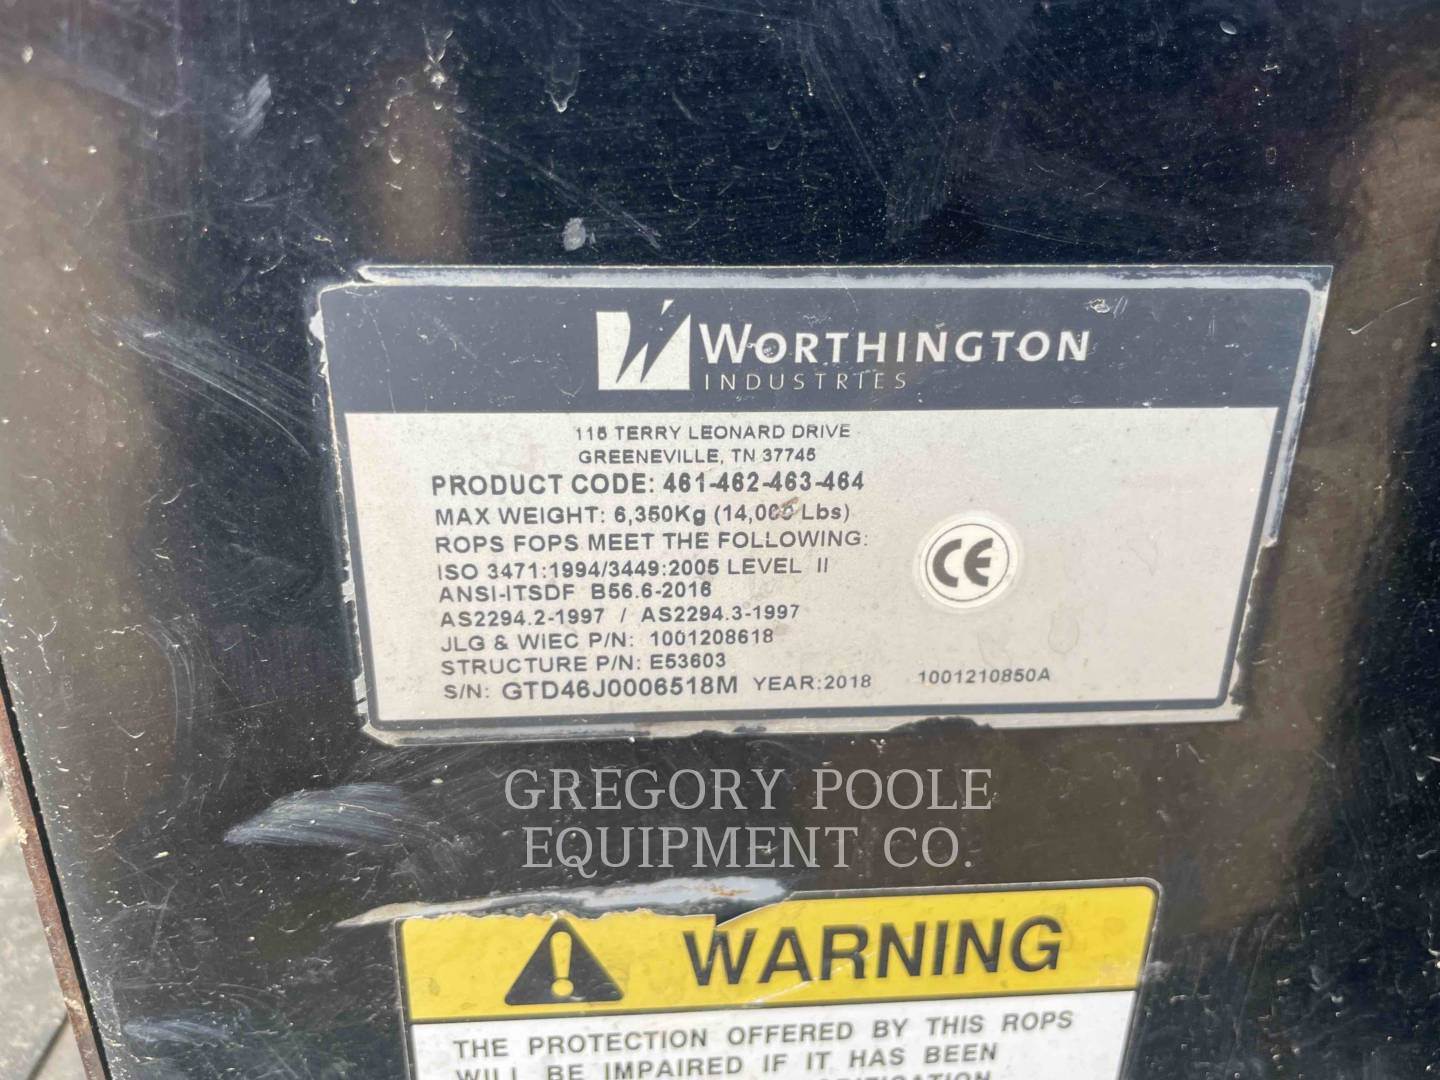 WORTHINGTON
INDUSTRIES
115 TERRY LEONARD DRIVE
GREENEVILLE, TN 37745
PRODUCT CODE: 461-462-463-464
MAX WEIGHT: 6,350Kg (14,000 Lbs)
ROPS FOPS MEET THE FOLLOWING:
ISO 3471:1994/3449:2005 LEVEL II
ANSI-ITSDF B56.6-2016
AS2294.2-1997 / AS2294.3-1997
JLG & WIEC P/N: 1001208618
STRUCTURE P/N: E53603
S/N: GTD46J0006518M YEAR:2018 1001210850A
CE
GREGORY POOLE
EQUIPMENT CO.
WARNING
THE PROTECTION OFFERED BY THIS ROPS
WILL BE IMPAIRED IF IT HAS BEEN